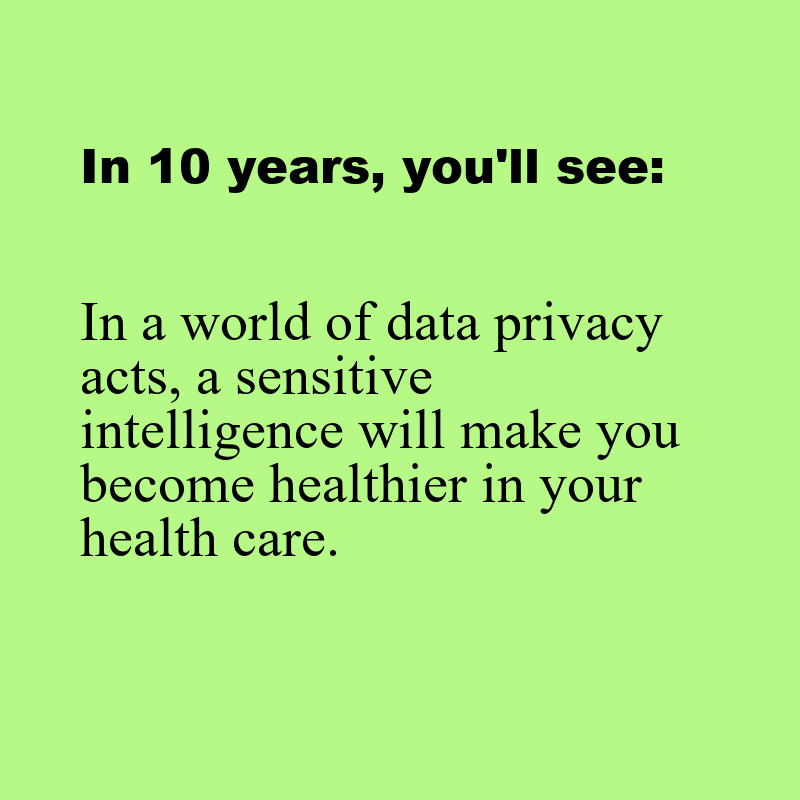 In 10 years, you'll see:
In a world of data privacy
acts, a sensitive
intelligence will make you
become healthier in your
health care.